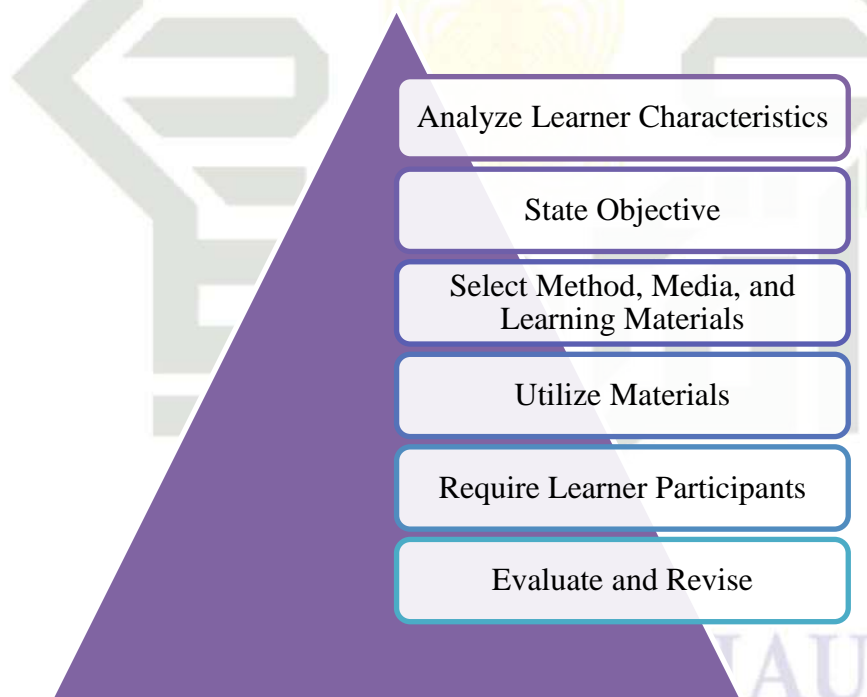 Analyze Learner Characteristics
State Objective
Select Method, Media, and
Learning Materials
Utilize Materials
Require Learner Participants
Evaluate and Revise